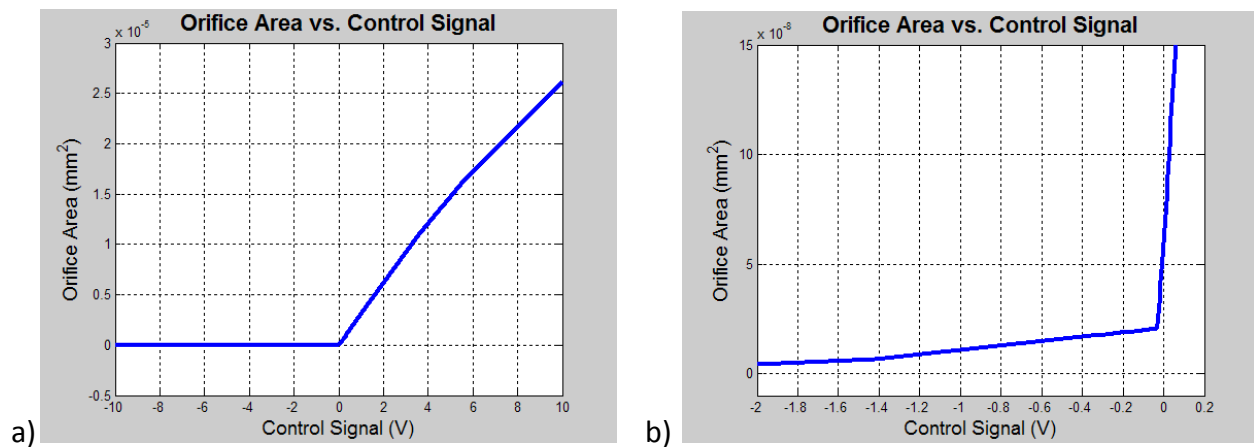 Orifice Area vs. Control Signal
x 10^-5
3
2.5
2
1.5
1
0.5
0
-0.5
Orifice Area (mm^2)
-10 -8 -6 -4 -2 0 2 4 6 8 10
Control Signal (V)
a)
Orifice Area vs. Control Signal
x 10^-8
15
10
5
0
Orifice Area (mm^2)
-2 -1.8 -1.6 -1.4 -1.2 -1 -0.8 -0.6 -0.4 -0.2 0 0.2
Control Signal (V)
b)